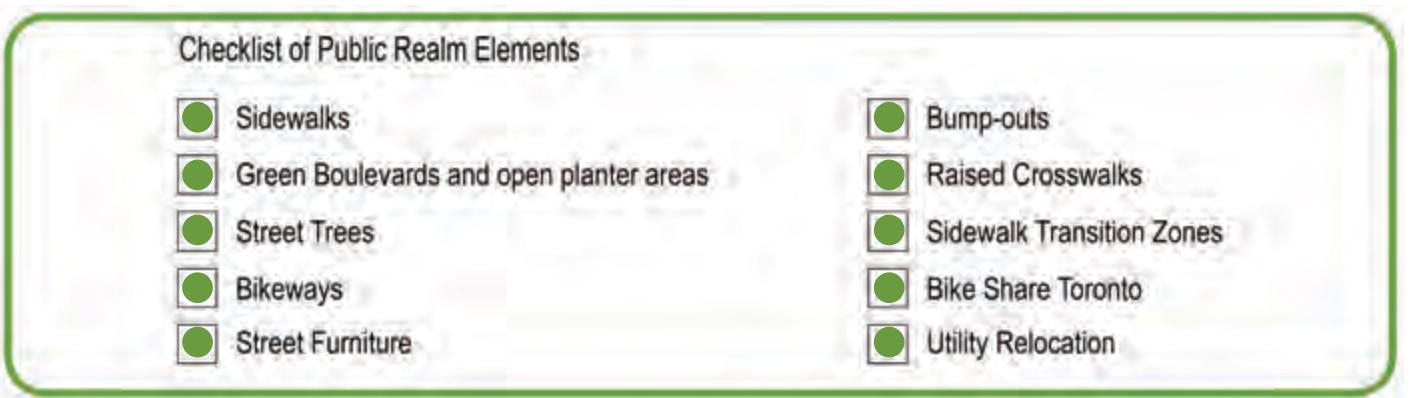 Checklist of Public Realm Elements
Sidewalks
Green Boulevards and open planter areas
Street Trees
Bikeways
Street Furniture
Bump-outs
Raised Crosswalks
Sidewalk Transition Zones
Bike Share Toronto
Utility Relocation